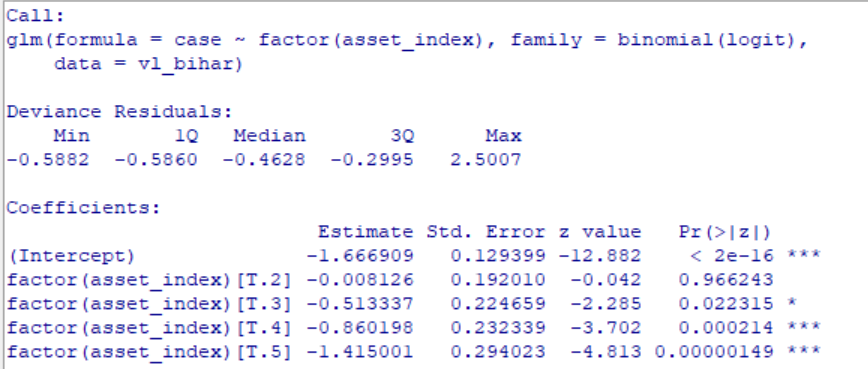 Call:
glm(formula = case ~ factor(asset_index), family = binomial(logit),
    data = vl_bihar)
Deviance Residuals:
    Min      1Q  Median      3Q     Max
-0.5882 -0.5860 -0.4628 -0.2995  2.5007
Coefficients:
                          Estimate Std. Error z value   Pr(>|z|)
(Intercept)              -1.666909   0.129399 -12.882    < 2e-16 ***
factor(asset_index)[T.2] -0.008126   0.192010  -0.042   0.966243
factor(asset_index)[T.3] -0.513337   0.224659  -2.285   0.022315 *
factor(asset_index)[T.4] -0.860198   0.232339  -3.702   0.000214 ***
factor(asset_index)[T.5] -1.415001   0.294023  -4.813 0.00000149 ***